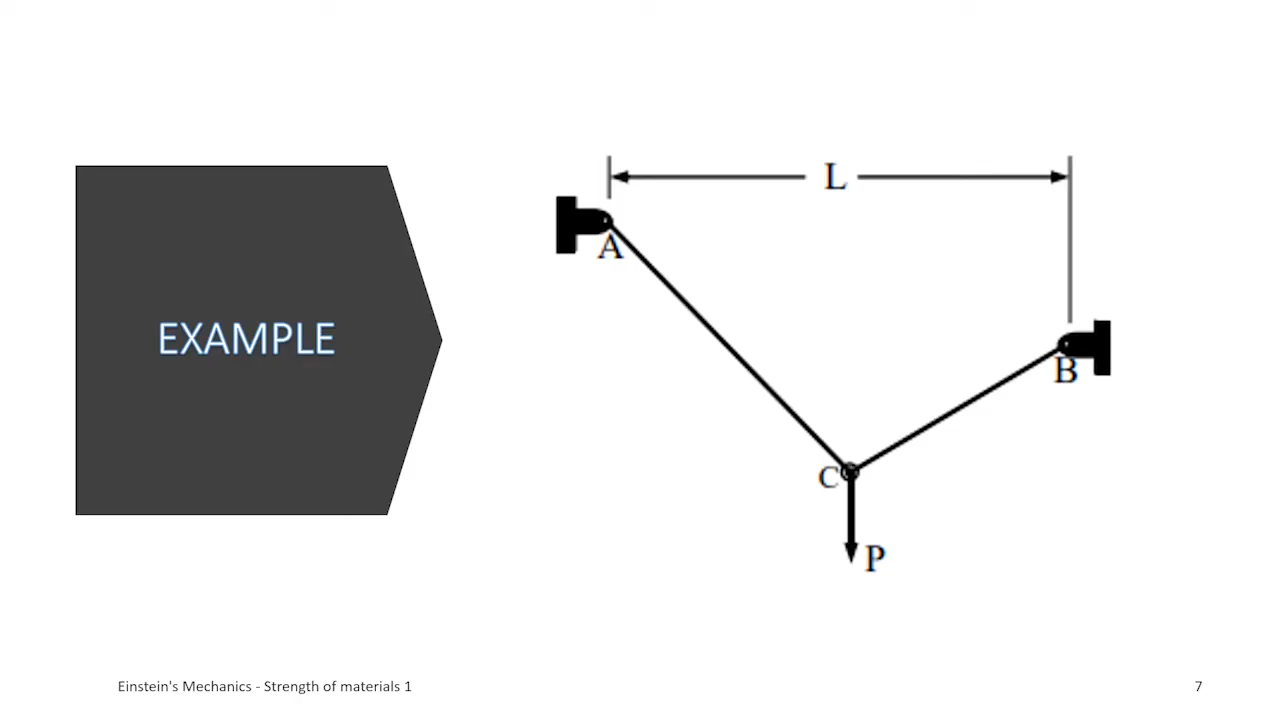 EXAMPLE
L
A
B
C
P
Einstein's Mechanics - Strength of materials 1
7